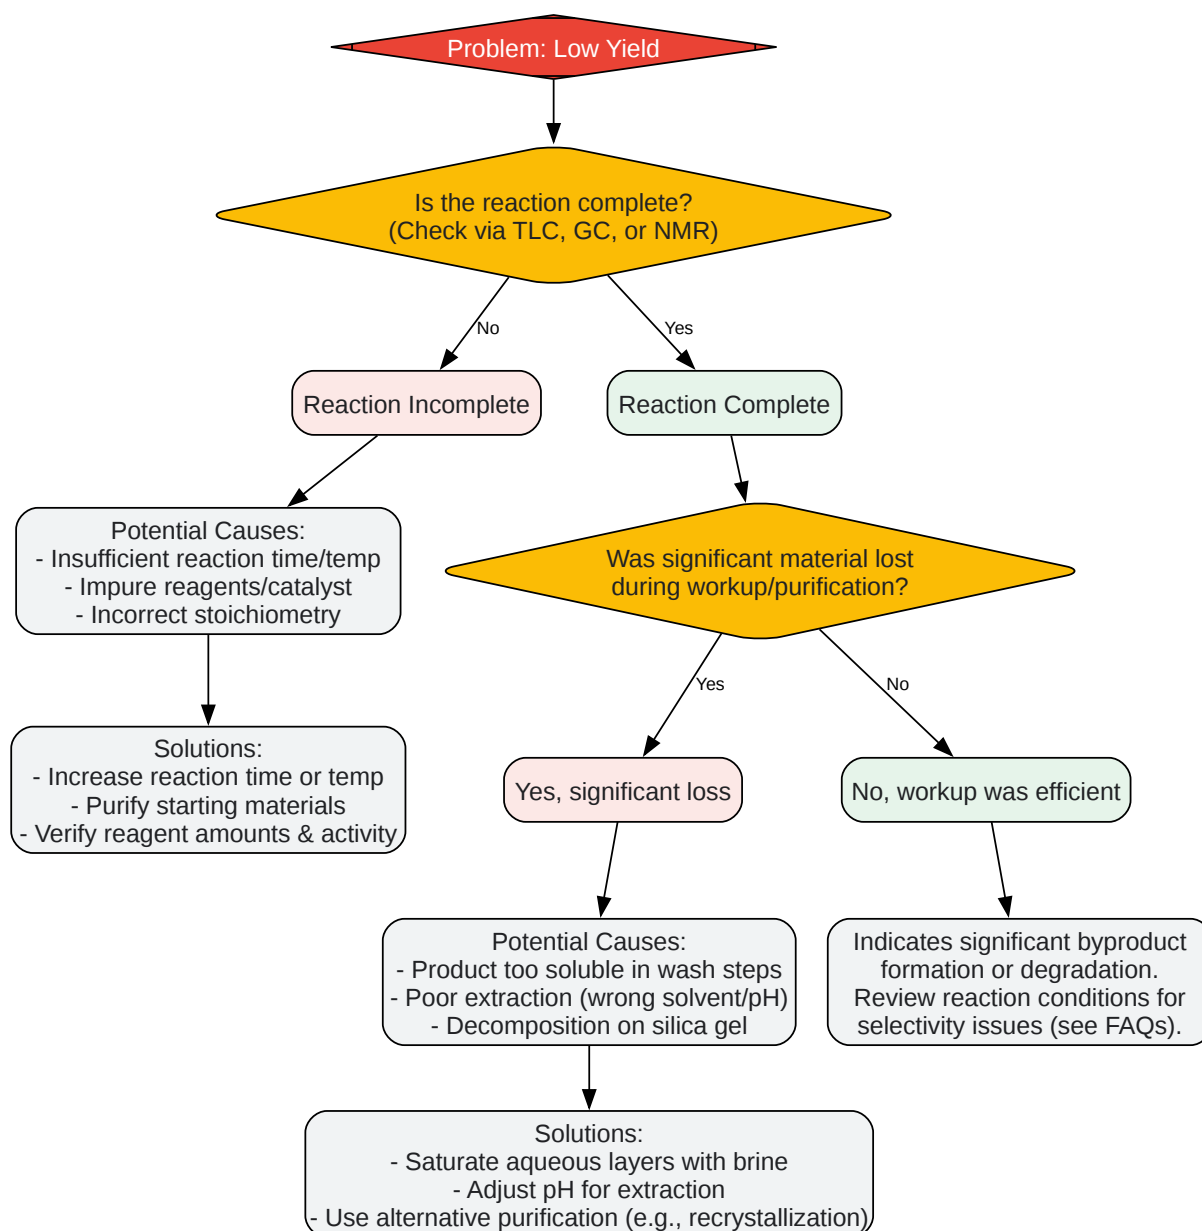 Problem: Low Yield
Is the reaction complete?
(Check via TLC, GC, or NMR)
No
Yes
Reaction Incomplete
Reaction Complete
Potential Causes:
- Insufficient reaction time/temp
- Impure reagents/catalyst
- Incorrect stoichiometry
Was significant material lost
during workup/purification?
Solutions:
- Increase reaction time or temp
- Purify starting materials
- Verify reagent amounts & activity
Yes
No
Yes, significant loss
No, workup was efficient
Potential Causes:
- Product too soluble in wash steps
- Poor extraction (wrong solvent/pH)
- Decomposition on silica gel
Indicates significant byproduct
formation or degradation.
Review reaction conditions for
selectivity issues (see FAQs).
Solutions:
- Saturate aqueous layers with brine
- Adjust pH for extraction
- Use alternative purification (e.g., recrystallization)